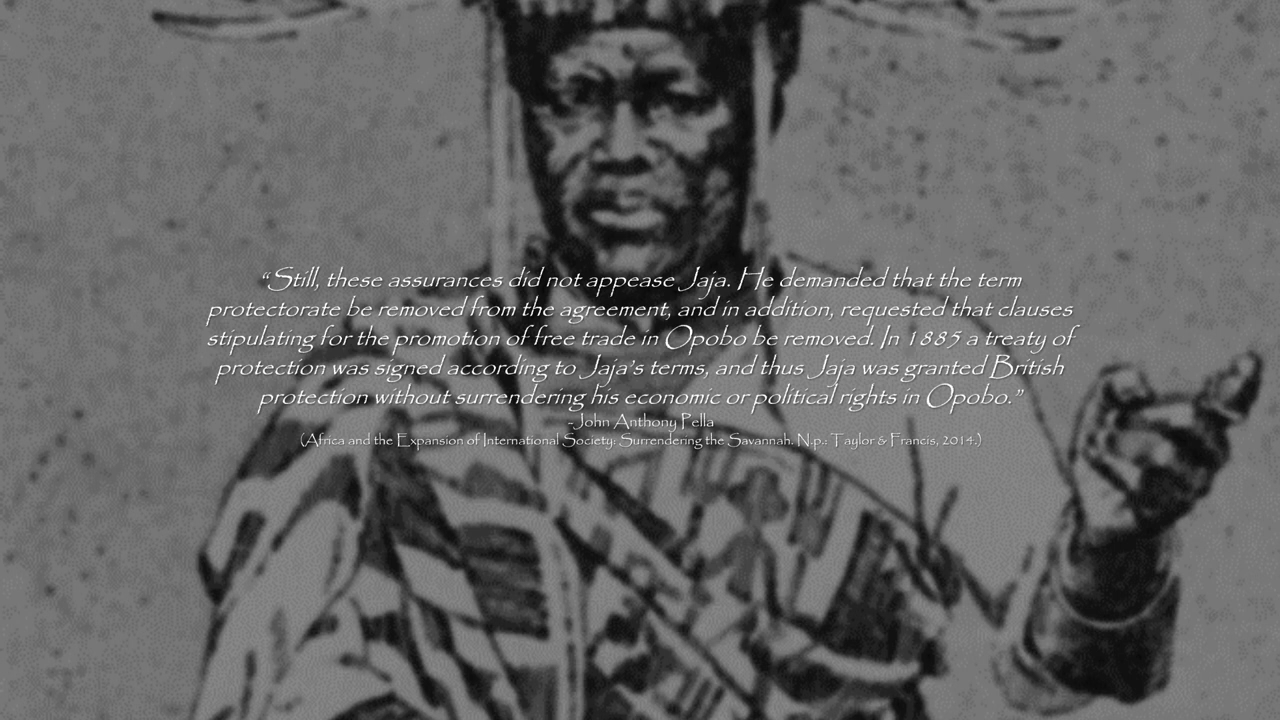 “Still, these assurances did not appease Jaja. He demanded that the term
protectorate be removed from the agreement, and in addition, requested that clauses
stipulating for the promotion of free trade in Opobo be removed. In 1885 a treaty of
protection was signed according to Jaja’s terms, and thus Jaja was granted British
protection without surrendering his economic or political rights in Opobo.”
-John Anthony Pella
(Africa and the Expansion of International Society: Surrendering the Savannah. N.p.: Taylor & Francis, 2014.)